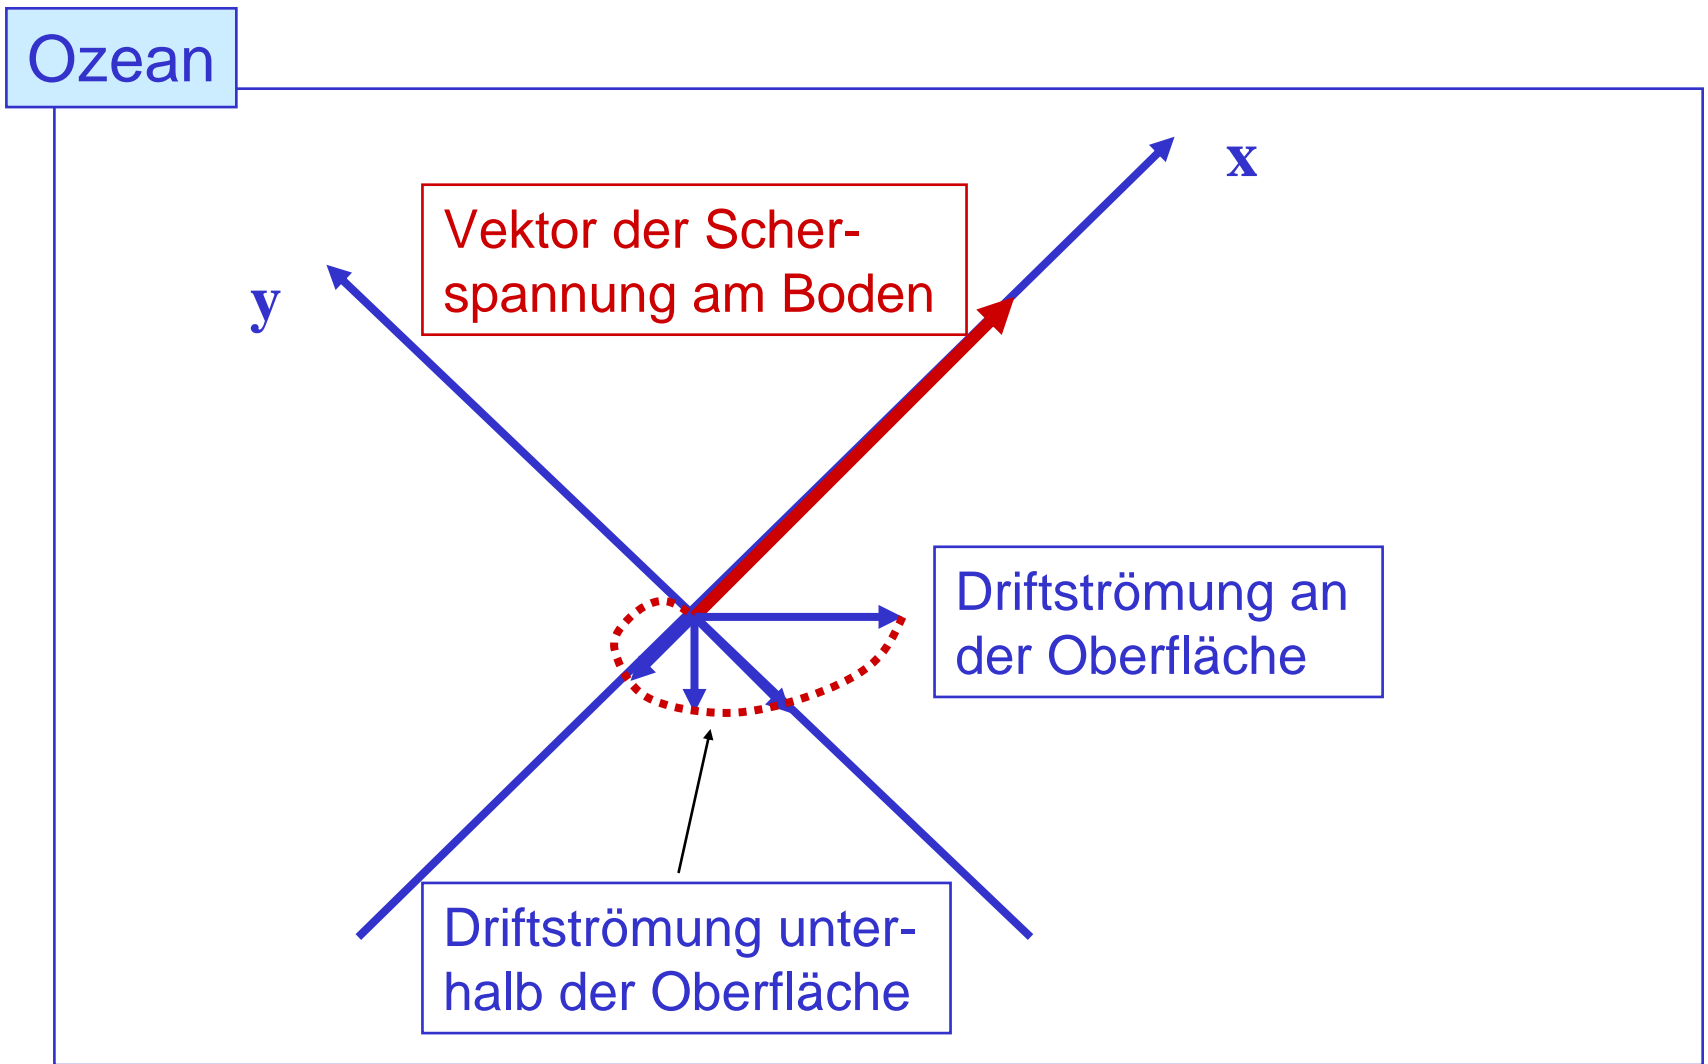 Ozean
x
Vektor der Scher-
spannung am Boden
y
Driftströmung an
der Oberfläche
Driftströmung unter-
halb der Oberfläche